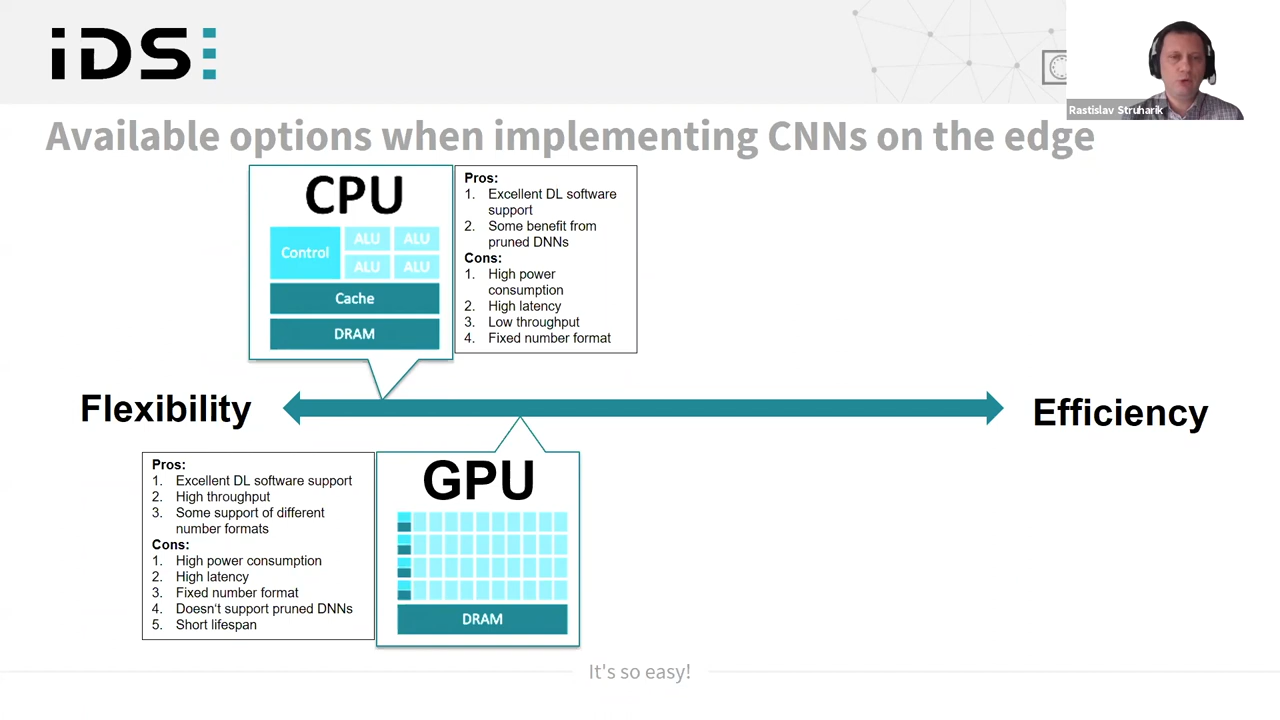 iDS
Rastislav Struharik
Available options when implementing CNNs on the edge
CPU
Control
ALU ALU
ALU ALU
Cache
DRAM
Pros:
1. Excellent DL software
support
2. Some benefit from
pruned DNNs
Cons:
1. High power
consumption
2. High latency
3. Low throughput
4. Fixed number format
Flexibility
Efficiency
Pros:
1. Excellent DL software support
2. High throughput
3. Some support of different
number formats
Cons:
1. High power consumption
2. High latency
3. Fixed number format
4. Doesn't support pruned DNNs
5. Short lifespan
GPU
DRAM
It's so easy!